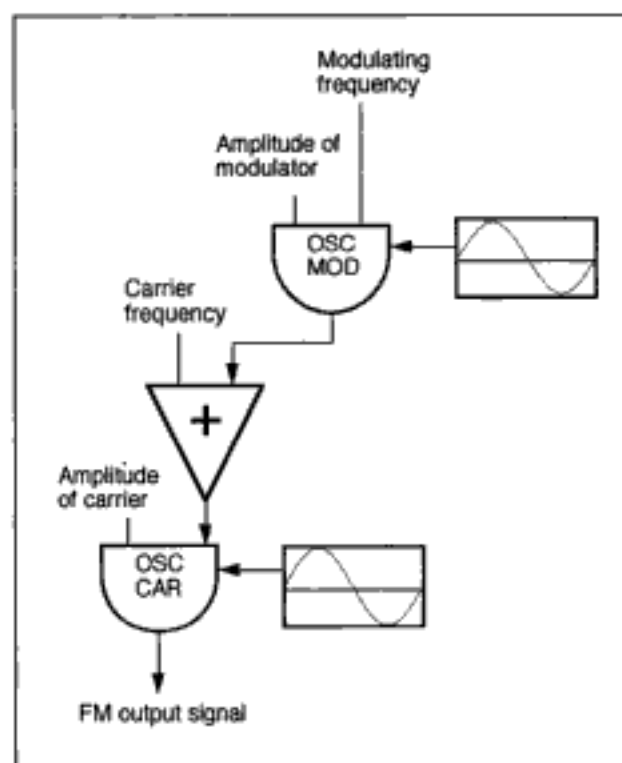 Modulating
frequency
Amplitude of
modulator
OSC
MOD
Carrier
frequency
+
Amplitude
of carrier
OSC
CAR
FM output signal